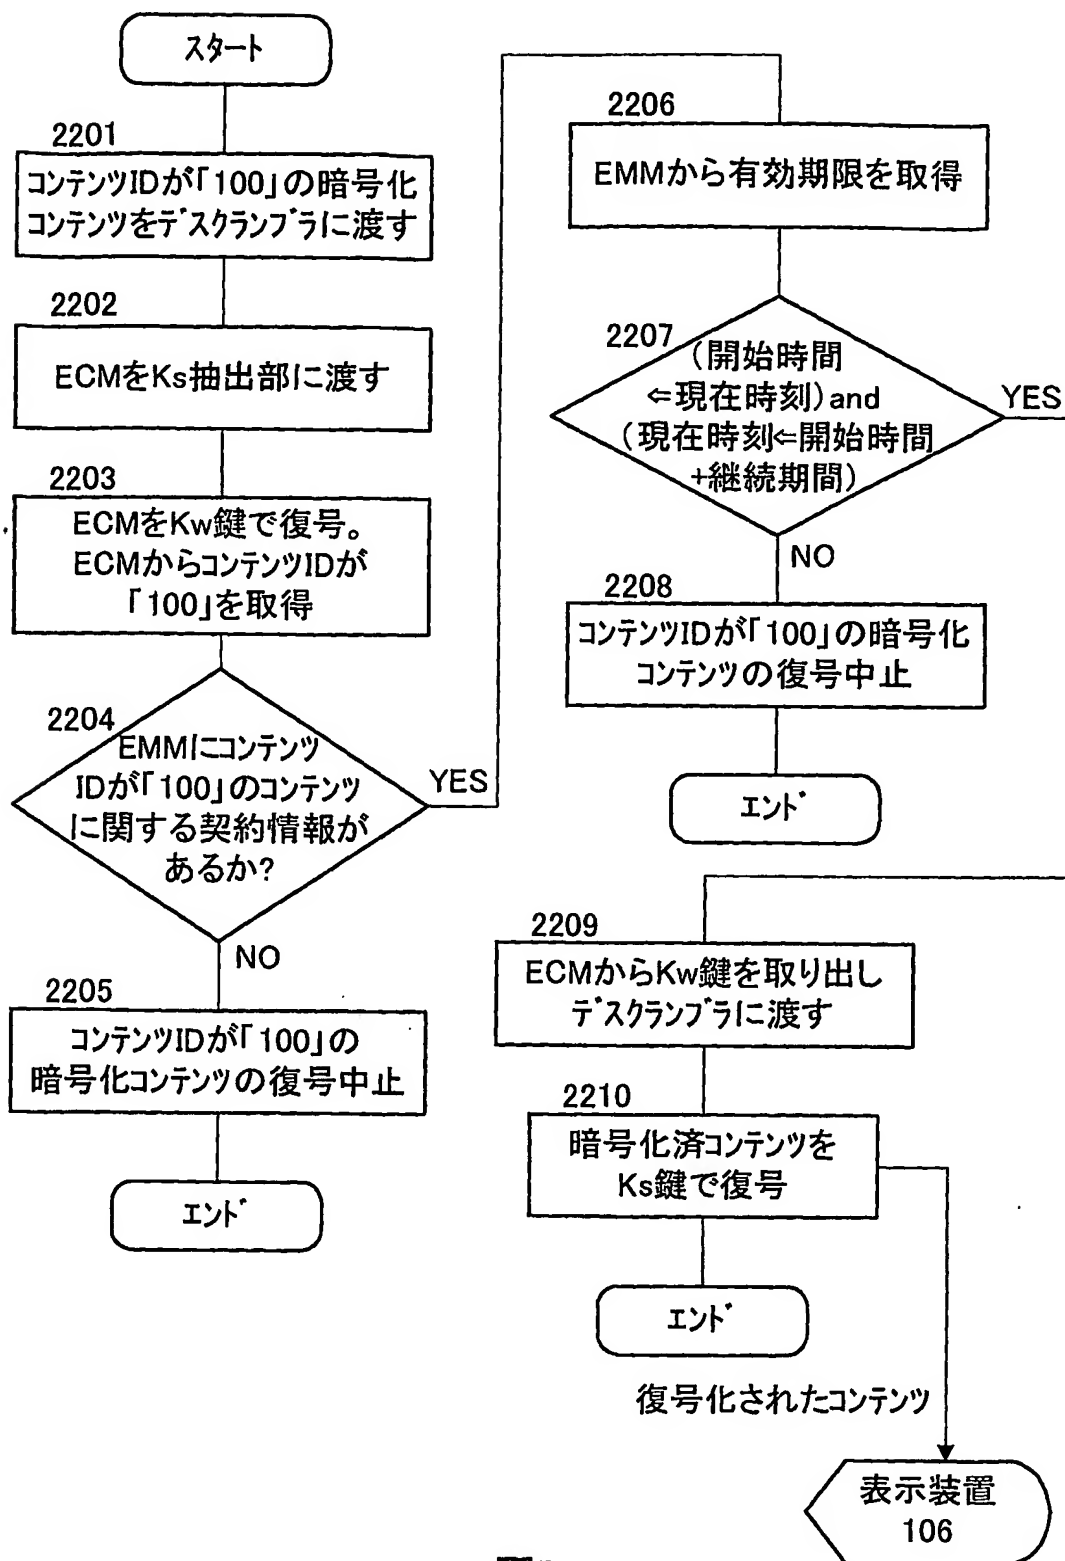 スタート
2201
コンテンツIDが「100」の暗号化
コンテンツをデスクランブラに渡す
2202
ECMをKs抽出部に渡す
2203
ECMをKw鍵で復号。
ECMからコンテンツIDが
「100」を取得
2204
EMMにコンテンツ
IDが「100」のコンテンツ
に関する契約情報が
あるか?
YES
NO
2205
コンテンツIDが「100」の
暗号化コンテンツの復号中止
エンド
2206
EMMから有効期限を取得
2207
(開始時間
⇐現在時刻)and
(現在時刻⇐開始時間
+継続期間)
YES
NO
2208
コンテンツIDが「100」の暗号化
コンテンツの復号中止
エンド
2209
ECMからKw鍵を取り出し
デスクランブラに渡す
2210
暗号化済コンテンツを
Ks鍵で復号
エンド
復号化されたコンテンツ
表示装置
106